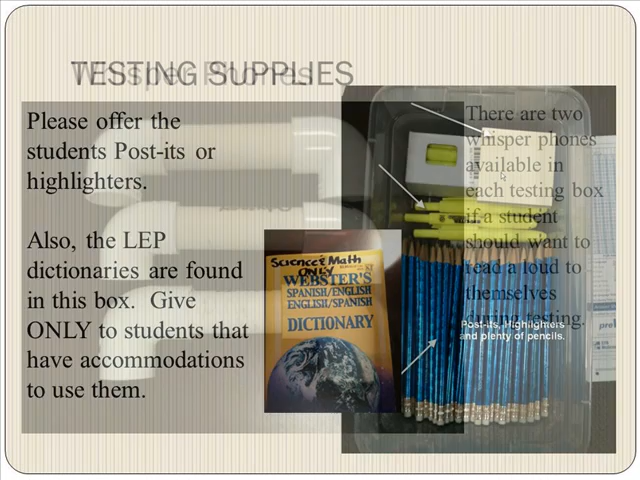 TESTING SUPPLIES
Whisper Phones
Please offer the
students Post-its or
highlighters.
Also, the LEP
dictionaries are found
in this box. Give
ONLY to students that
have accommodations
to use them.
Science & Math
ONLY
WEBSTER'S
SPANISH/ENGLISH
ENGLISH/SPANISH
DICTIONARY
There are two
whisper phones
available in
each testing box
if a student
should want to
read a loud to
themselves
during testing.
Post-its, Highlighters
and plenty of pencils.